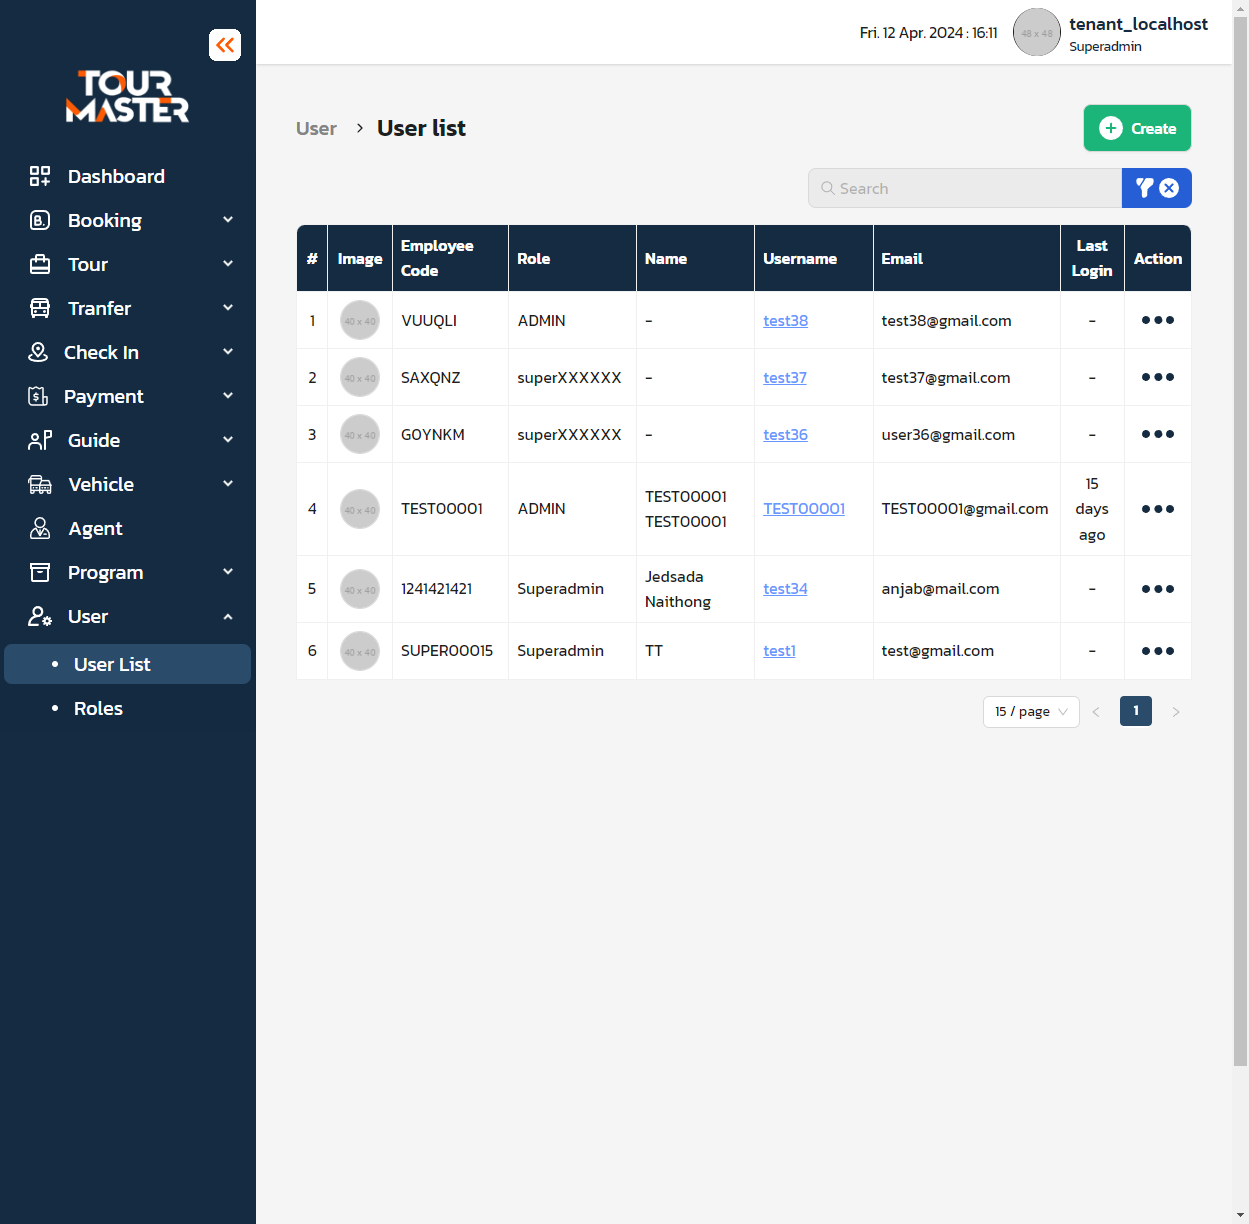 Fri. 12 Apr. 2024 : 16:11
48 x 48
tenant_localhost
Superadmin
TOUR
MASTER
Dashboard
Booking
Tour
Tranfer
Check In
Payment
Guide
Vehicle
Agent
Program
User
• User List
• Roles
User > User list
Create
Search
# Image Employee Code Role Name Username Email Last Login Action
1 40 x 40 VUUQLI ADMIN - test38 test38@gmail.com - •••
2 40 x 40 SAXQNZ superXXXXXX - test37 test37@gmail.com - •••
3 40 x 40 GOYNKM superXXXXXX - test36 user36@gmail.com - •••
4 40 x 40 TEST00001 ADMIN TEST00001 TEST00001 TEST00001 TEST00001@gmail.com 15 days ago •••
5 40 x 40 1241421421 Superadmin Jedsada Naithong test34 anjab@mail.com - •••
6 40 x 40 SUPER00015 Superadmin TT test1 test@gmail.com - •••
15 / page < 1 >